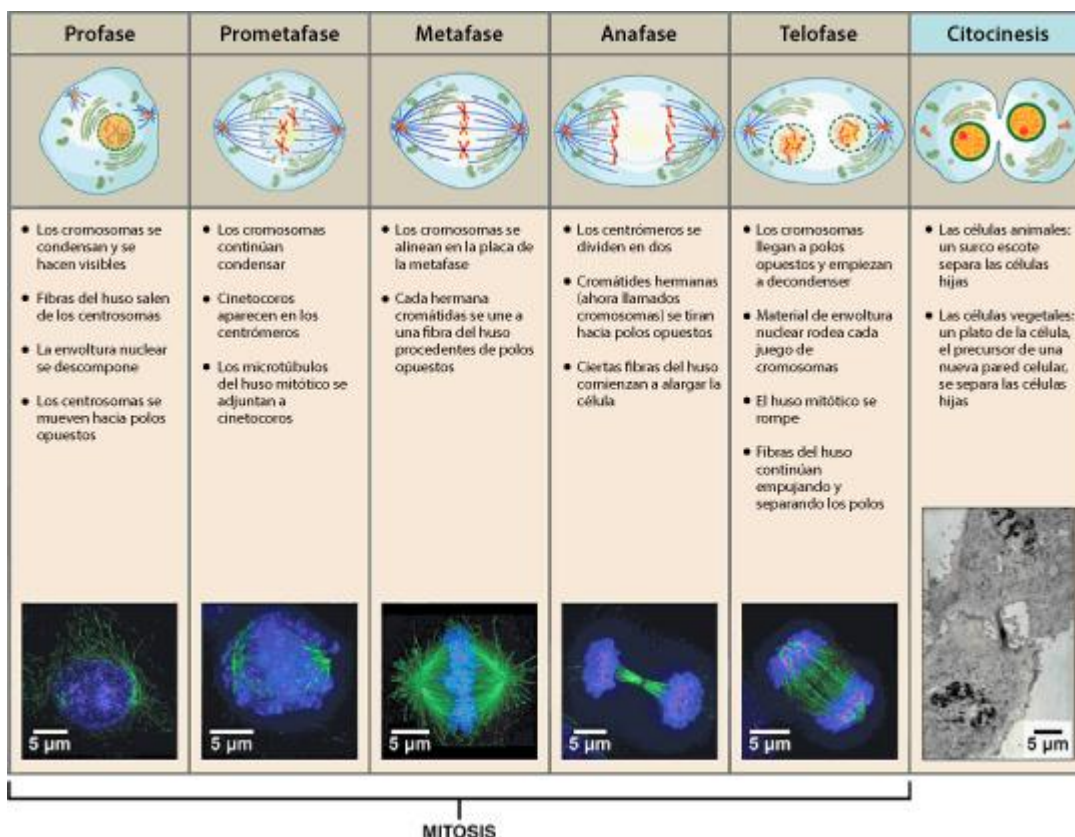 Profase
Prometafase
Metafase
Anafase
Telofase
Citocinesis
• Los cromosomas se
condensan y se
hacen visibles
• Fibras del huso salen
de los centrosomas
• La envoltura nuclear
se descompone
• Los centrosomas se
mueven hacia polos
opuestos
• Los cromosomas
continúan
condensar
• Cinetocoros
aparecen en los
centrómeros
• Los microtúbulos
del huso mitótico se
adjuntan a
cinetocoros
• Los cromosomas se
alinean en la placa de
la metafase
• Cada hermana
cromátidas se une a
a una fibra del huso
procedentes de polos
opuestos
• Los centrómeros se
dividen en dos
• Cromátides hermanas
(ahora llamados
cromosomas) se tiran
hacia polos opuestos
• Ciertas fibras del huso
comienzan a alargar la
célula
• Los cromosomas
llegan a polos
opuestos y empiezan
a decondenser
• Material de envoltura
nuclear rodea cada
juego de
cromosomas
• El huso mitótico se
rompe
• Fibras del huso
continúan
empujando y
separando los polos
• Las células animales:
un surco escote
separa las células
hijas
• Las células vegetales:
un plato de la célula,
el precursor de una
nueva pared celular,
se separa las células
hijas
5 µm
5 µm
5 µm
5 µm
5 µm
5 µm
MITOSIS